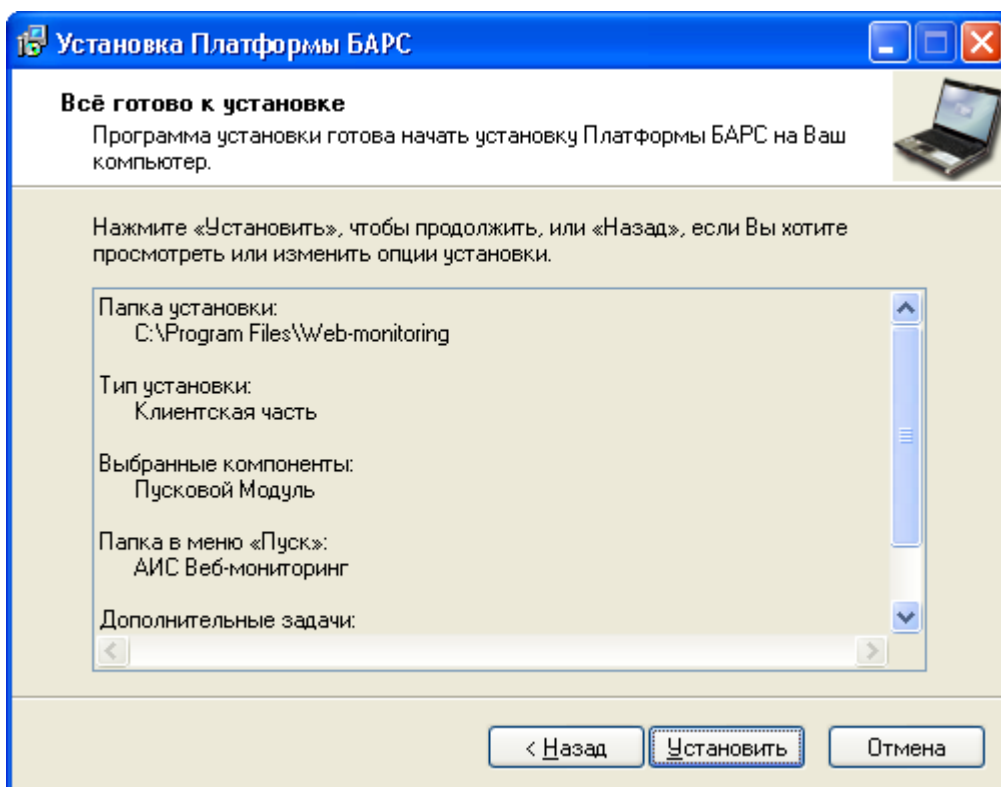 Установка Платформы БАРС
Всё готово к установке
Программа установки готова начать установку Платформы БАРС на Ваш
компьютер.
Нажмите «Установить», чтобы продолжить, или «Назад», если Вы хотите
просмотреть или изменить опции установки.
Папка установки:
C:\Program Files\Web-monitoring
Тип установки:
Клиентская часть
Выбранные компоненты:
Пусковой Модуль
Папка в меню «Пуск»:
АИС Веб-мониторинг
Дополнительные задачи:
< Назад
Установить
Отмена